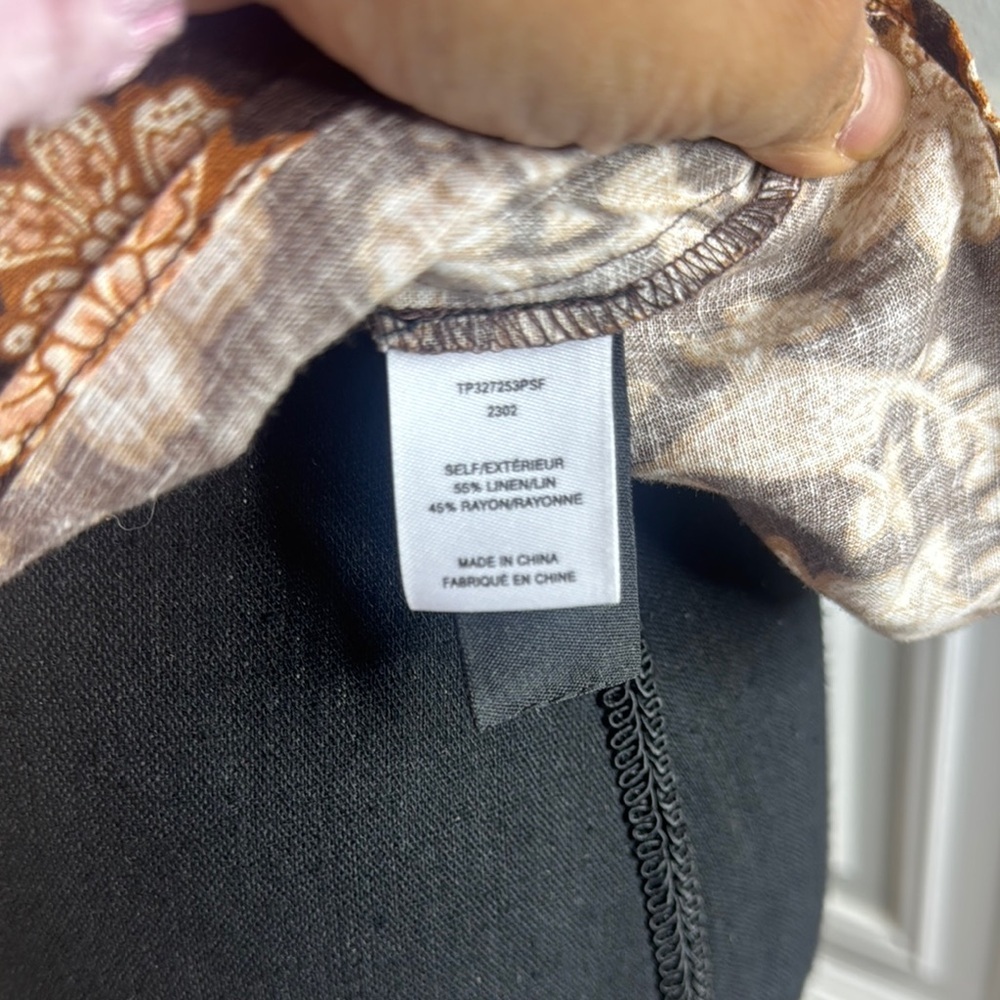 TP327253PSF
2302
SELF/EXTÉRIEUR
55% LINEN/LIN
45% RAYON/RAYONNE
MADE IN CHINA
FABRIQUÉ EN CHINE